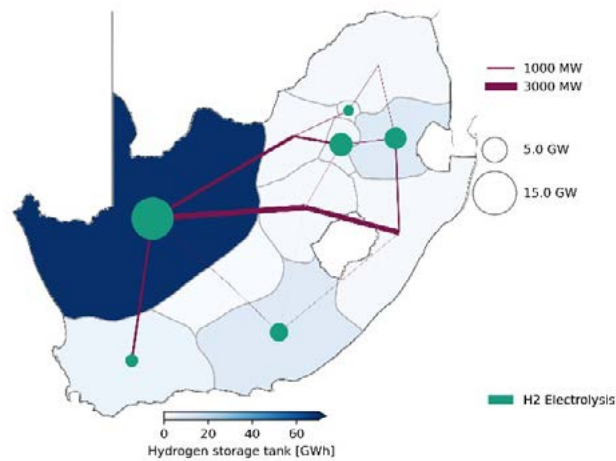 1000 MW
3000 MW
5.0 GW
15.0 GW
H2 Electrolysis
0 20 40 60
Hydrogen storage tank [GWh]